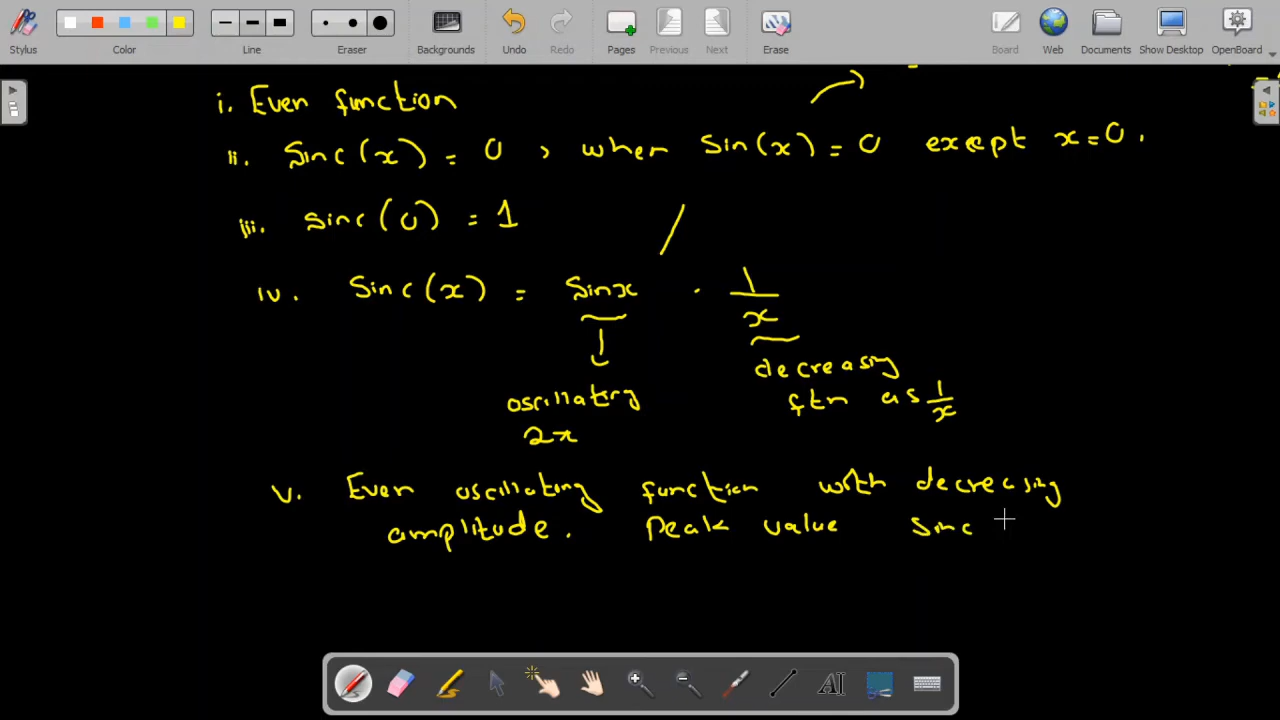 Stylus Color Line Eraser Backgrounds Undo Redo Pages Previous Next Erase Board Web Documents Show Desktop OpenBoard
i. Even function
ii. Sinc(x) = 0, when Sin(x) = 0 except x=0.
iii. Sinc(0) = 1
iv. Sinc(x) = Sinx · 1/x
decreasing
oscillating ftn as 1/x
2π
v. Even oscillating function with decreasing
amplitude. Peak value Sinc